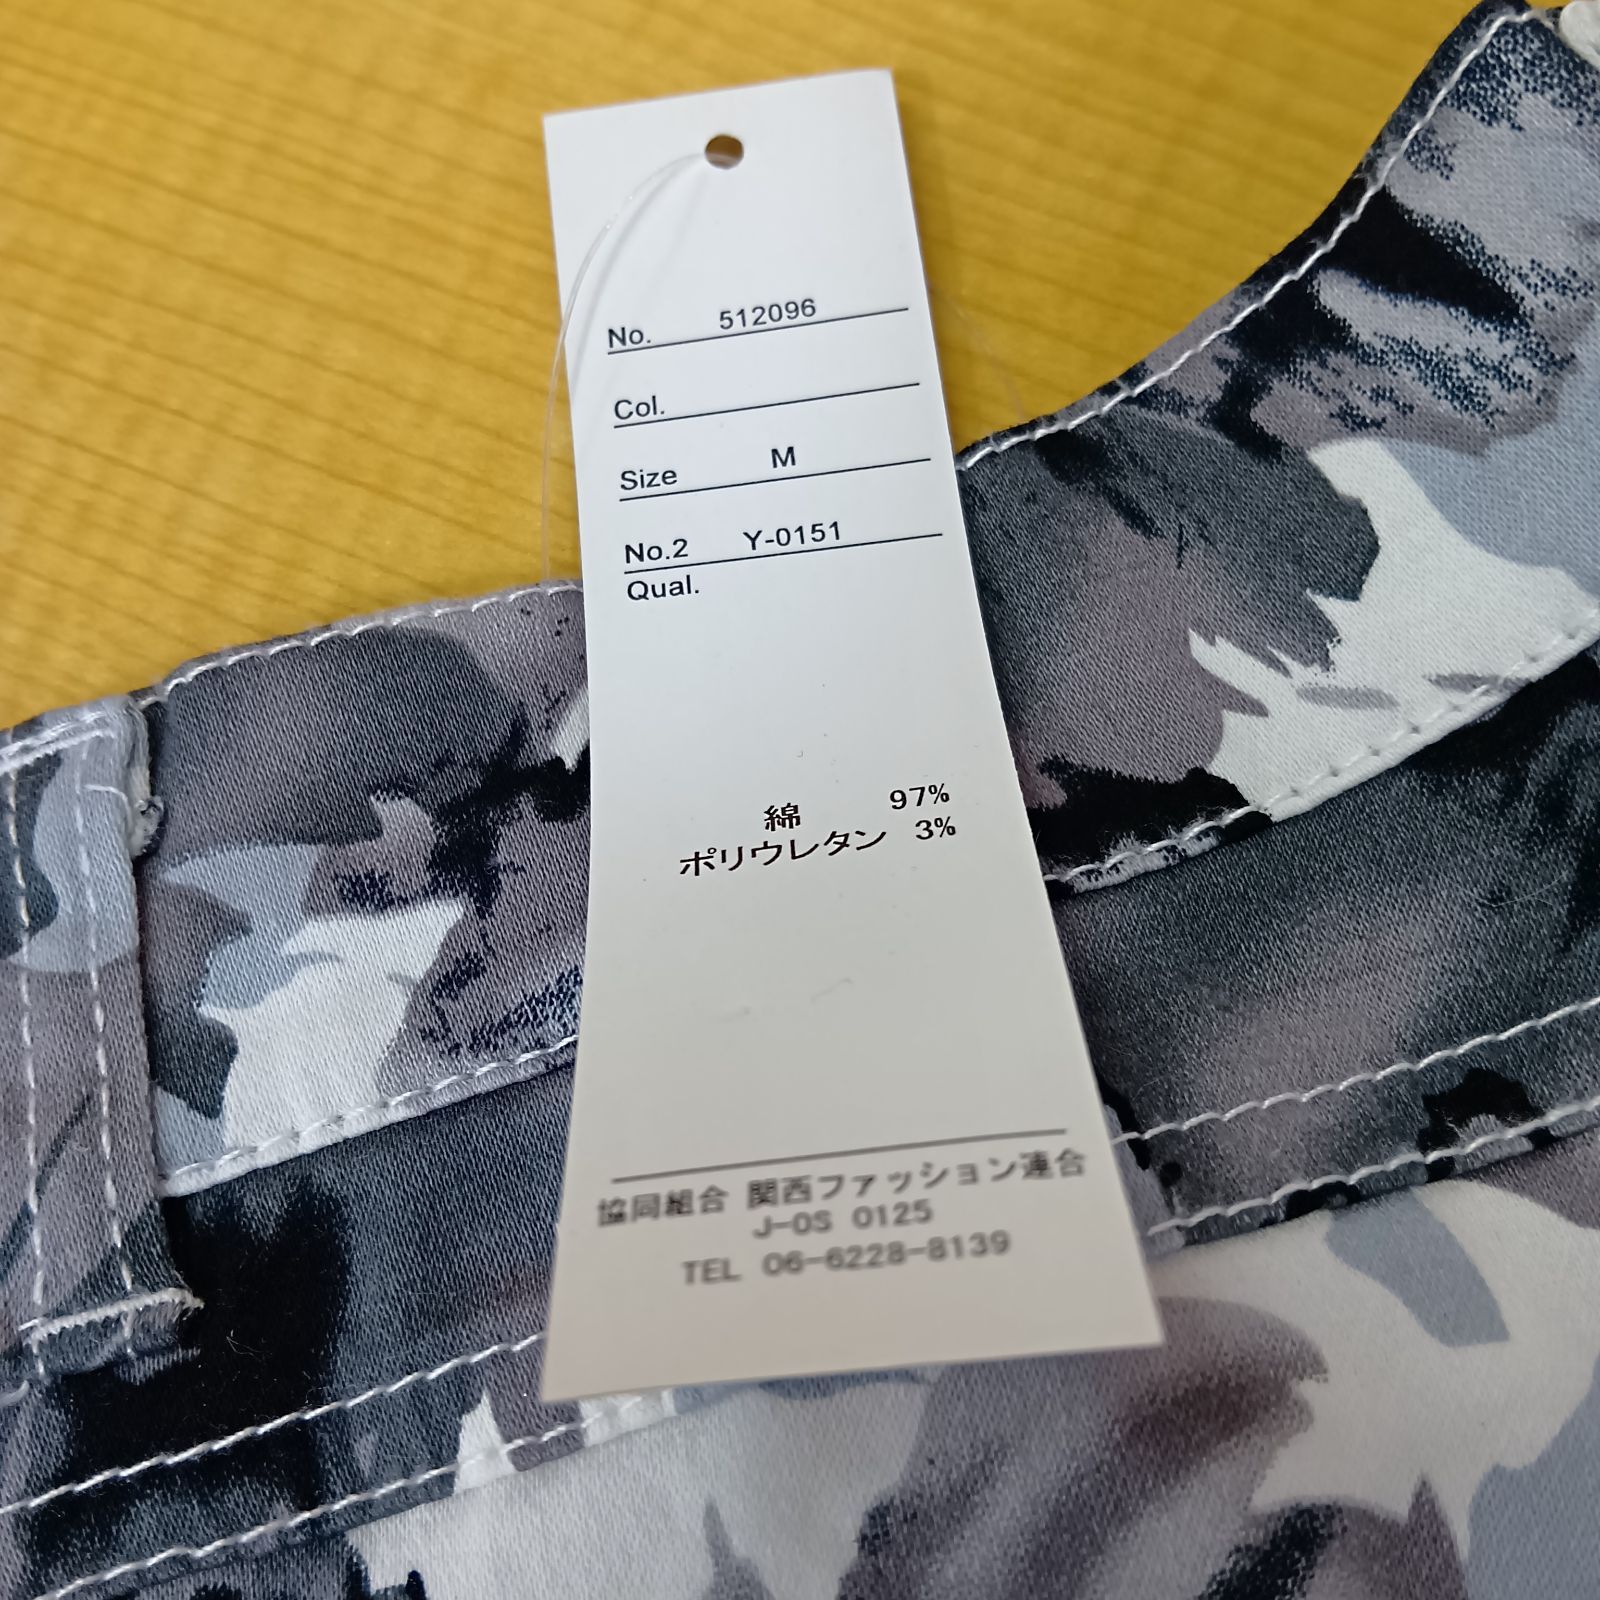 No. 512096
Col.
Size M
No.2 Y-0151
Qual.
綿 97%
ポリウレタン 3%
協同組合 関西ファッション連合
J-OS 0125
TEL 06-6228-8139